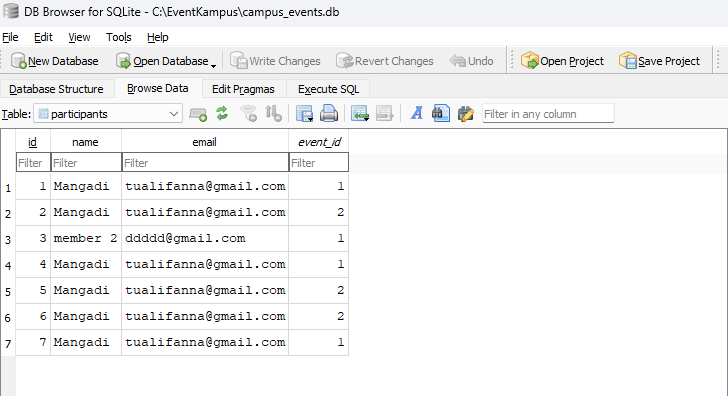 DB Browser for SQLite - C:\EventKampus\campus_events.db
File Edit View Tools Help
New Database Open Database Write Changes Revert Changes Undo Open Project Save Project
Database Structure Browse Data Edit Pragmas Execute SQL
Table: participants Filter in any column
id name email event_id
Filter Filter Filter Filter
1 1 Mangadi tualifanna@gmail.com 1
2 2 Mangadi tualifanna@gmail.com 2
3 3 member 2 ddddd@gmail.com 1
4 4 Mangadi tualifanna@gmail.com 1
5 5 Mangadi tualifanna@gmail.com 2
6 6 Mangadi tualifanna@gmail.com 2
7 7 Mangadi tualifanna@gmail.com 1